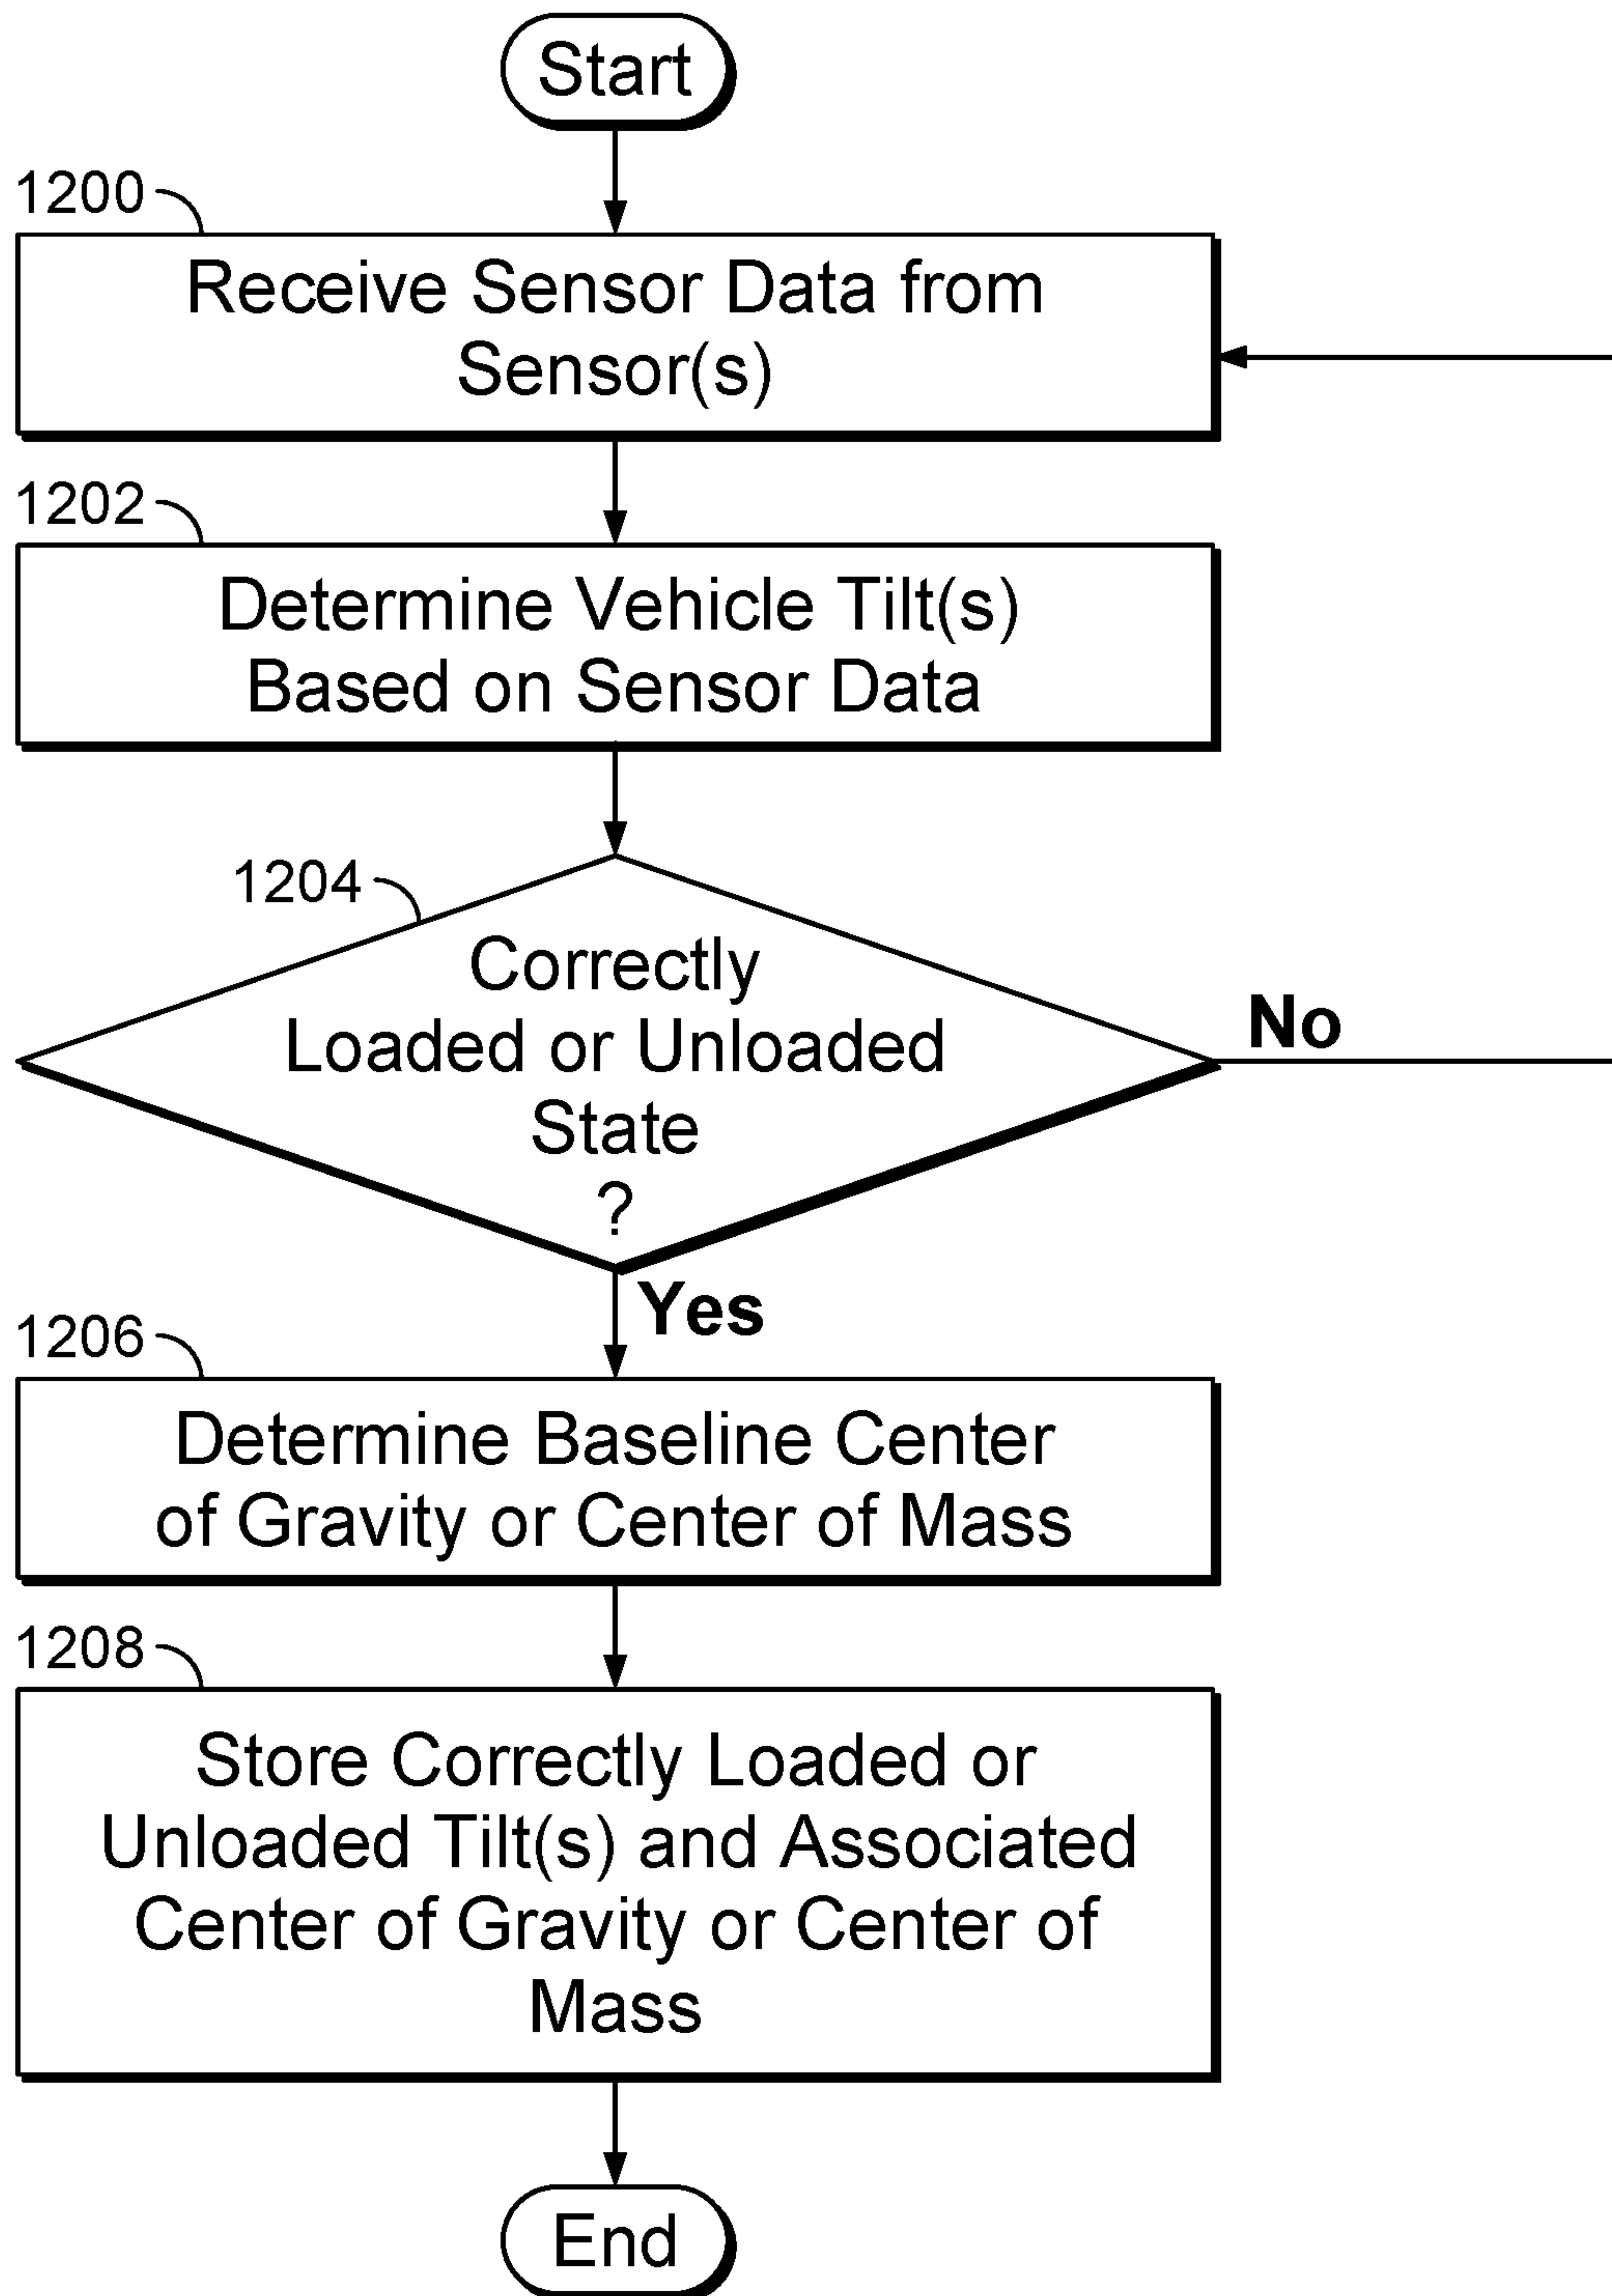 Start
1200
Receive Sensor Data from
Sensor(s)
1202
Determine Vehicle Tilt(s)
Based on Sensor Data
1204
Correctly
Loaded or Unloaded
State
?
No
Yes
1206
Determine Baseline Center
of Gravity or Center of Mass
1208
Store Correctly Loaded or
Unloaded Tilt(s) and Associated
Center of Gravity or Center of
Mass
End